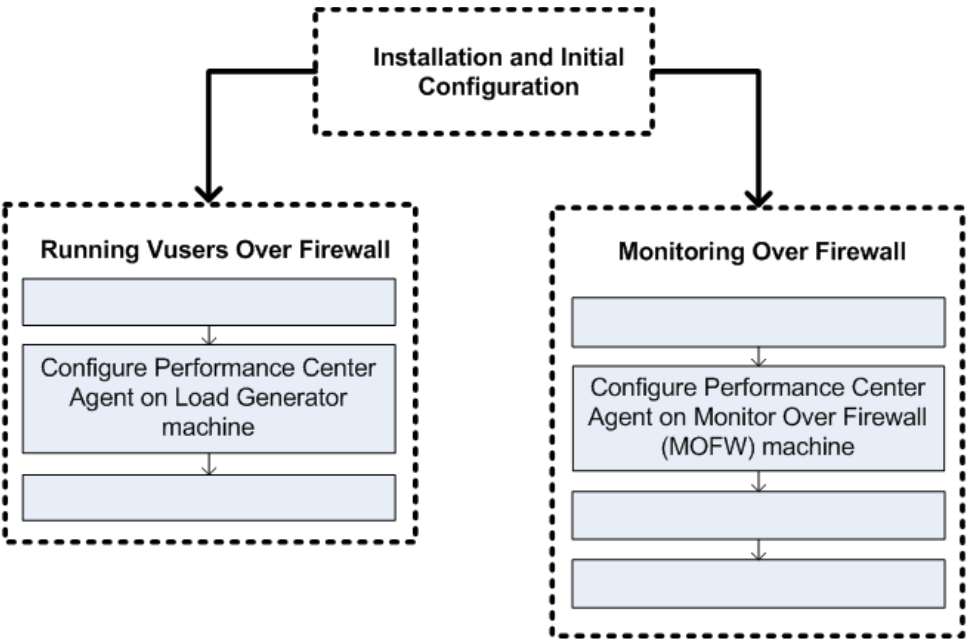 Installation and Initial
Configuration
Running Vusers Over Firewall
Configure Performance Center
Agent on Load Generator
machine
Monitoring Over Firewall
Configure Performance Center
Agent on Monitor Over Firewall
(MOFW) machine